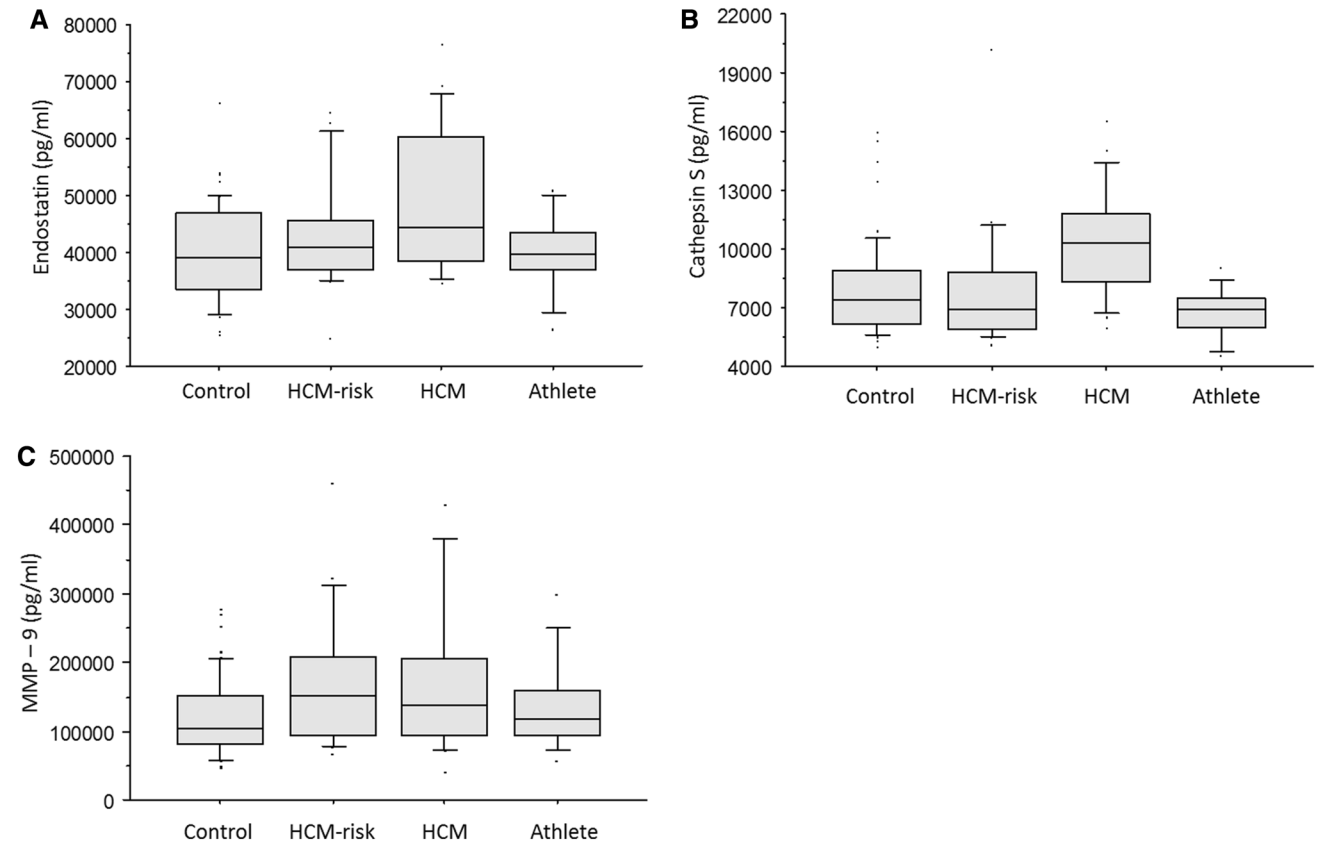 A
Endostatin (pg/ml)
80000
70000
60000
50000
40000
30000
20000
Control HCM-risk HCM Athlete
B
Cathepsin S (pg/ml)
22000
19000
16000
13000
10000
7000
4000
Control HCM-risk HCM Athlete
C
MMP – 9 (pg/ml)
500000
400000
300000
200000
100000
0
Control HCM-risk HCM Athlete